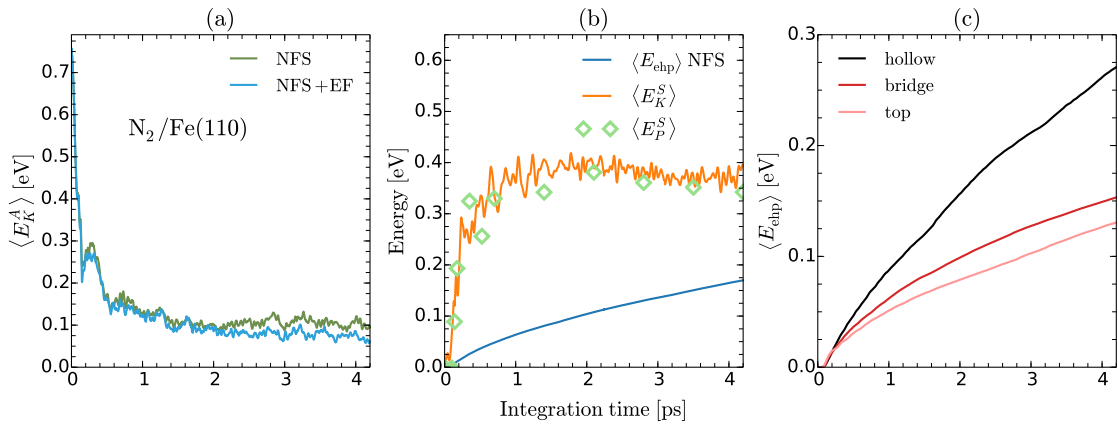 (a)
(b)
(c)
NFS
NFS+EF
N₂/Fe(110)
⟨E_K^A⟩ [eV]
0.7
0.6
0.5
0.4
0.3
0.2
0.1
0.0
0 1 2 3 4
⟨E_ehp⟩ NFS
⟨E_K^S⟩
⟨E_P^S⟩
Energy [eV]
0.6
0.5
0.4
0.3
0.2
0.1
0.0
0 1 2 3 4
Integration time [ps]
hollow
bridge
top
⟨E_ehp⟩ [eV]
0.3
0.2
0.1
0.0
0 1 2 3 4